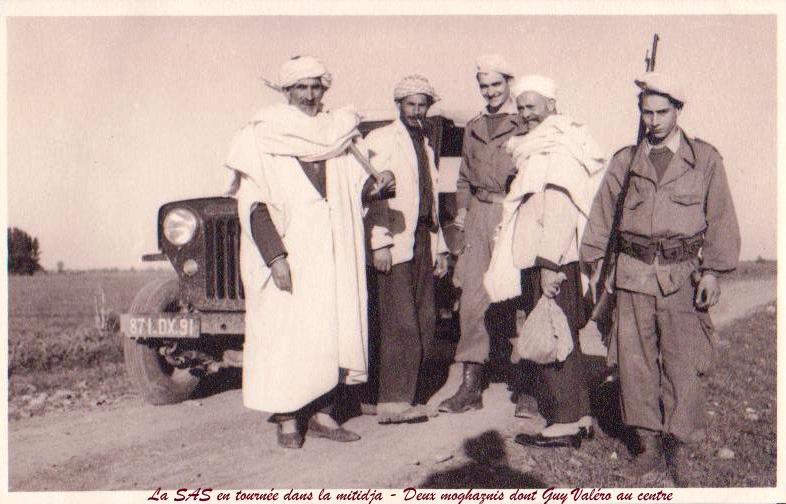 871.DX.91
La SAS en tournée dans la mitidja - Deux moghaznis dont Guy Valéro au centre